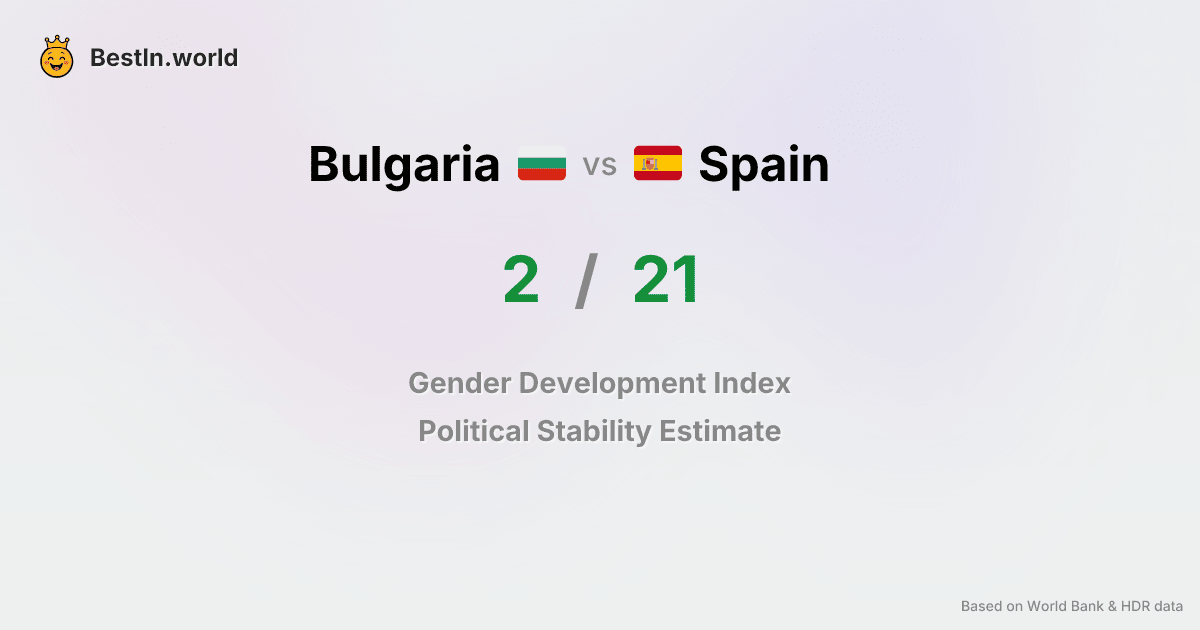 BestIn.world
Bulgaria vs Spain
2 / 21
Gender Development Index
Political Stability Estimate
Based on World Bank & HDR data